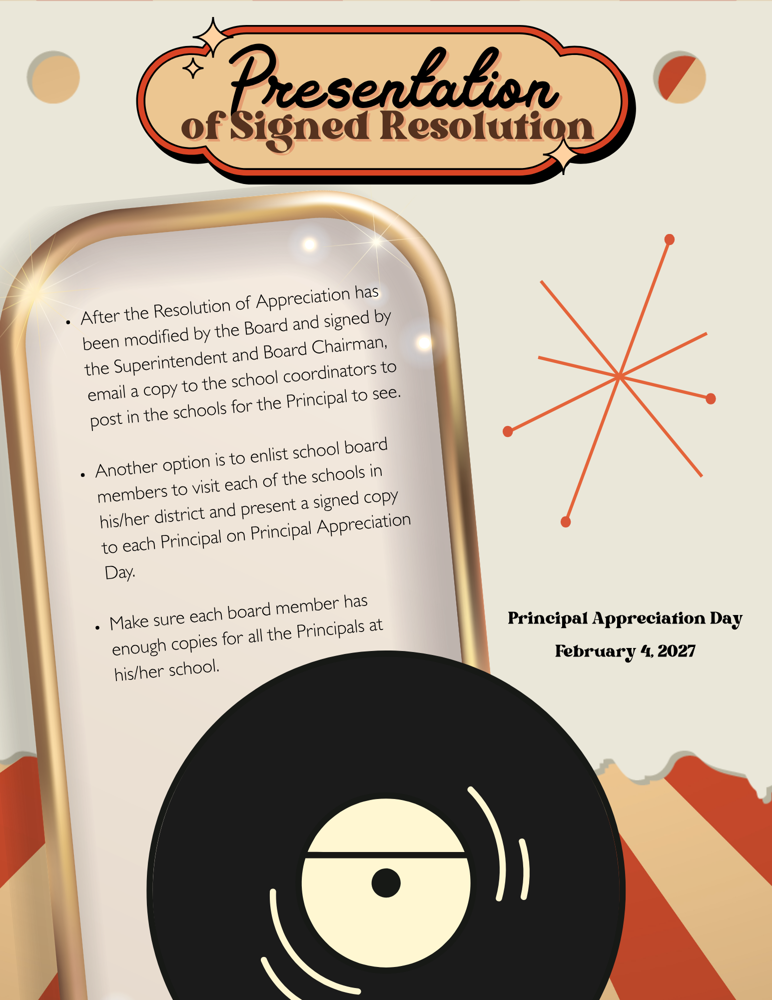 Presentation
of Signed Resolution
• After the Resolution of Appreciation has
been modified by the Board and signed by
the Superintendent and Board Chairman,
email a copy to the school coordinators to
post in the schools for the Principal to see.
• Another option is to enlist school board
members to visit each of the schools in
his/her district and present a signed copy
to each Principal on Principal Appreciation
Day.
• Make sure each board member has
enough copies for all the Principals at
his/her school.
Principal Appreciation Day
February 4, 2027